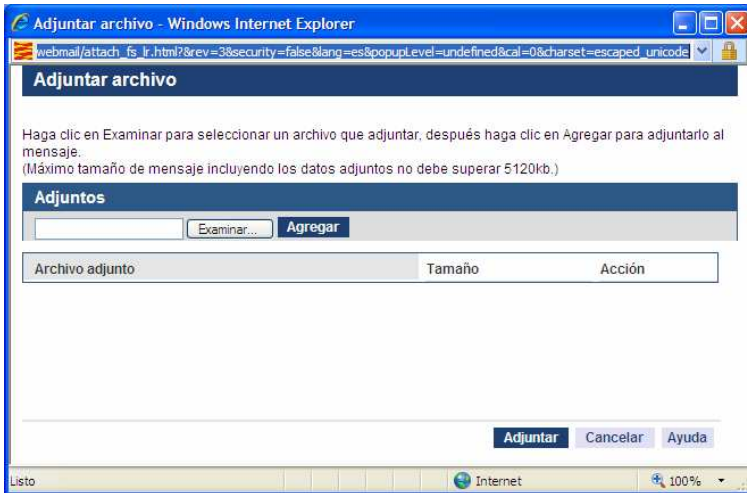 Adjuntar archivo - Windows Internet Explorer
webmail/attach_fs_lr.html?&rev=3&security=false&lang=es&popupLevel=undefined&cal=0&charset=escaped_unicode
Adjuntar archivo
Haga clic en Examinar para seleccionar un archivo que adjuntar, después haga clic en Agregar para adjuntarlo al
mensaje.
(Máximo tamaño de mensaje incluyendo los datos adjuntos no debe superar 5120kb.)
Adjuntos
Examinar... Agregar
Archivo adjunto Tamaño Acción
Adjuntar Cancelar Ayuda
Listo Internet 100%